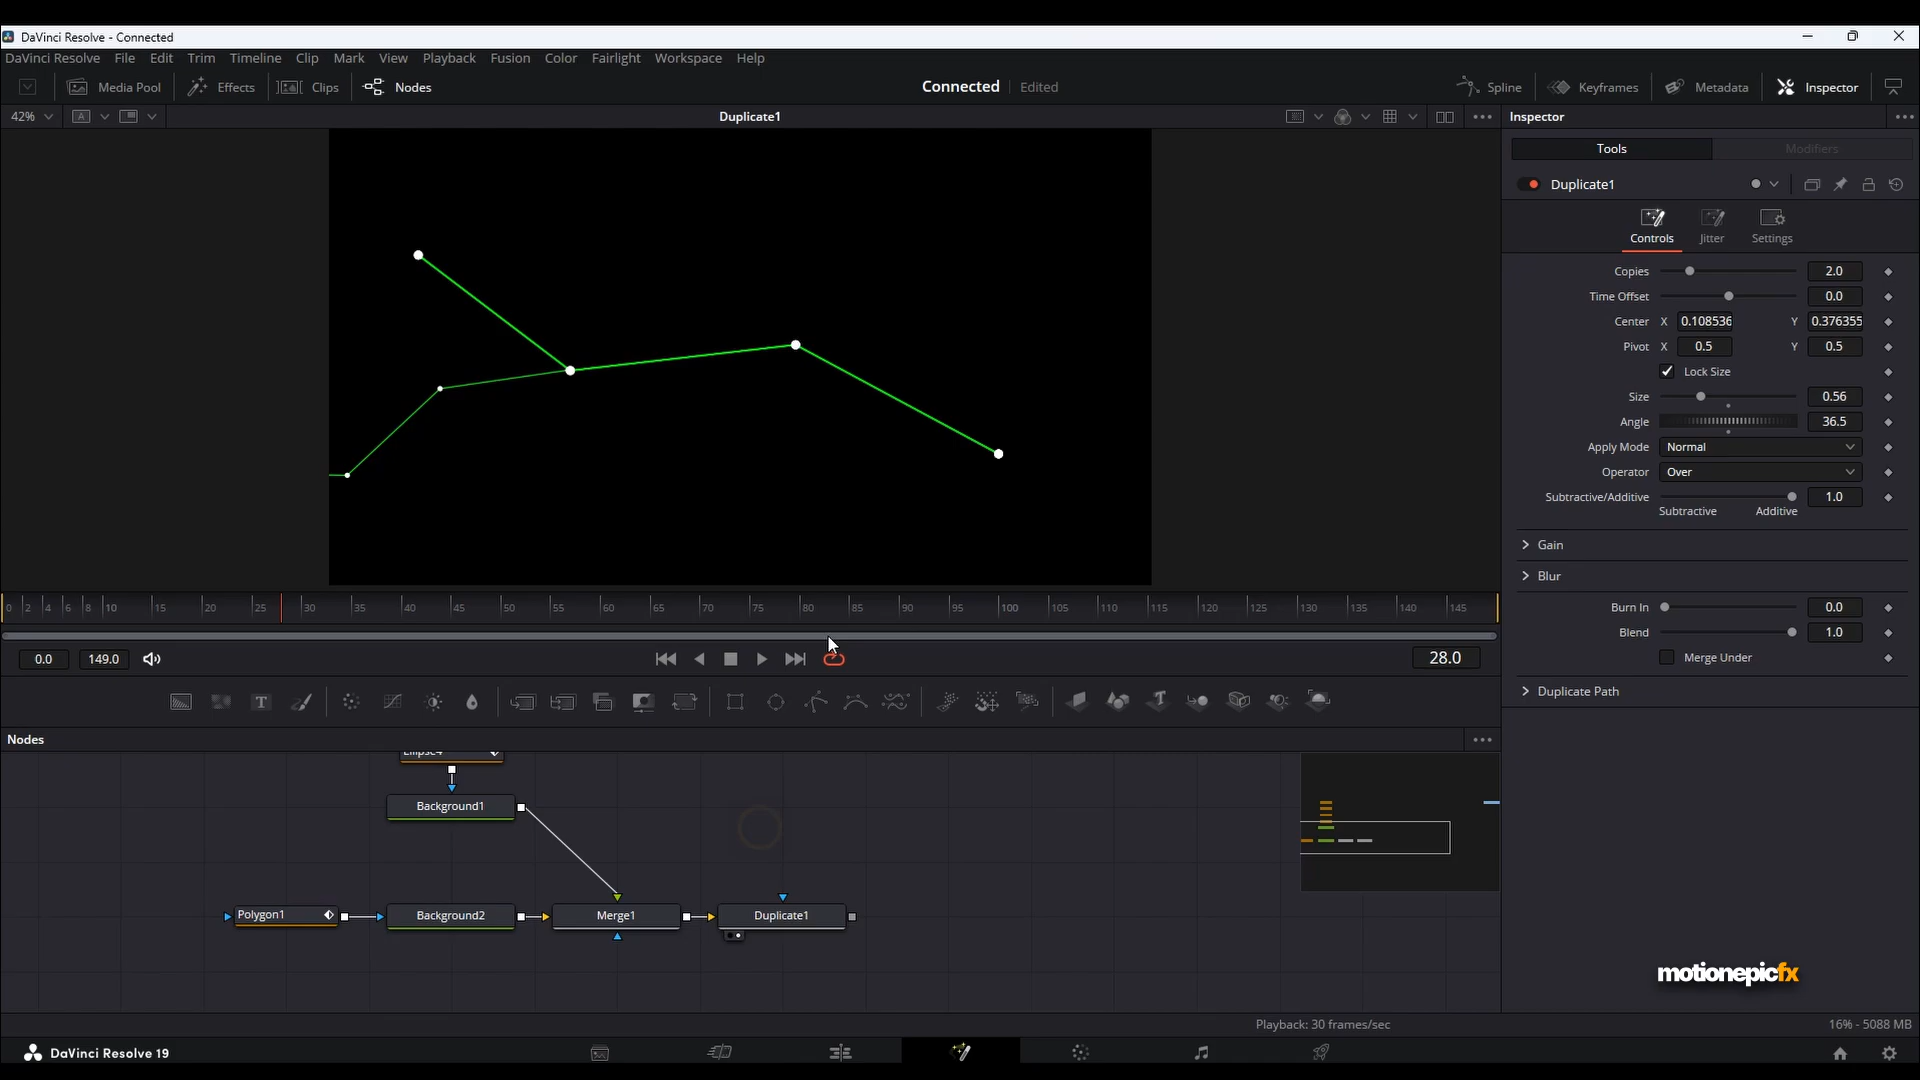 DaVinci Resolve - Connected
DaVinci Resolve File Edit Trim Timeline Clip Mark View Playback Fusion Color Fairlight Workspace Help
Media Pool Effects Clips Nodes Connected Edited Spline Keyframes Metadata Inspector
42% A Duplicate1 Inspector
Tools Modifiers
Duplicate1
Controls Jitter Settings
Copies 2.0
Time Offset 0.0
Center X 0.108536 Y 0.376355
Pivot X 0.5 Y 0.5
Lock Size
Size 0.56
Angle 36.5
Apply Mode Normal
Operator Over
Subtractive/Additive 1.0
Subtractive Additive
Gain
Blur
0 2 4 6 8 10 15 20 25 30 35 40 45 50 55 60 65 70 75 80 85 90 95 100 105 110 115 120 125 130 135 140 145
Burn In 0.0
Blend 1.0
0.0 149.0 28.0
Merge Under
Duplicate Path
T
Nodes
Ellipse4
Background1
Polygon1 Background2 Merge1 Duplicate1
motionepicfx
Playback: 30 frames/sec 16% - 5088 MB
DaVinci Resolve 19